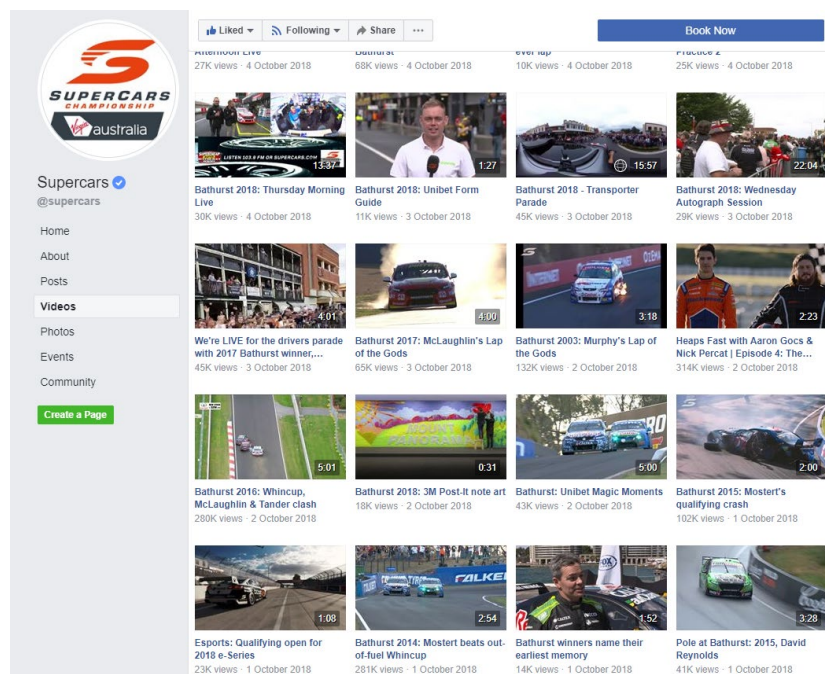 Liked
Following
Share
Book Now
Afternoon Live
Bathurst
ever lap
Practice 2
27K views · 4 October 2018
68K views · 4 October 2018
10K views · 4 October 2018
25K views · 4 October 2018
SUPERCARS
CHAMPIONSHIP
Virgin australia
Supercars
@supercars
Home
About
Posts
Videos
Photos
Events
Community
Create a Page
LISTEN 103.9 FM OR SUPERCARS.COM
13:37
1:27
15:57
22:04
Bathurst 2018: Thursday Morning
Live
30K views · 4 October 2018
Bathurst 2018: Unibet Form
Guide
11K views · 3 October 2018
Bathurst 2018 - Transporter
Parade
45K views · 3 October 2018
Bathurst 2018: Wednesday
Autograph Session
29K views · 3 October 2018
4:01
4:00
3:18
2:23
We're LIVE for the drivers parade
with 2017 Bathurst winner,...
45K views · 3 October 2018
Bathurst 2017: McLaughlin's Lap
of the Gods
65K views · 3 October 2018
Bathurst 2003: Murphy's Lap of
the Gods
132K views · 2 October 2018
Heaps Fast with Aaron Gocs &
Nick Percat | Episode 4: The...
314K views · 2 October 2018
5:01
MOUNT
PANORAMA
0:31
5:00
2:00
Bathurst 2016: Whincup,
McLaughlin & Tander clash
280K views · 2 October 2018
Bathurst 2018: 3M Post-It note art
18K views · 2 October 2018
Bathurst: Unibet Magic Moments
43K views · 2 October 2018
Bathurst 2015: Mostert's
qualifying crash
102K views · 1 October 2018
1:08
FALKE
2:54
1:52
3:28
Esports: Qualifying open for
2018 e-Series
23K views · 1 October 2018
Bathurst 2014: Mostert beats out-
of-fuel Whincup
281K views · 1 October 2018
Bathurst winners name their
earliest memory
14K views · 1 October 2018
Pole at Bathurst: 2015, David
Reynolds
41K views · 1 October 2018